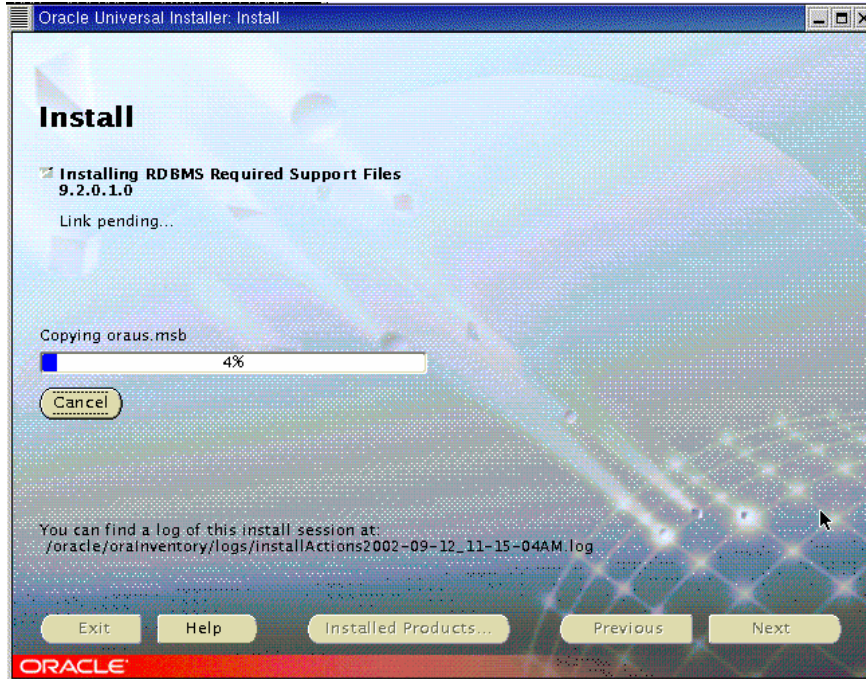 Oracle Universal Installer: Install
Install
Installing RDBMS Required Support Files
9.2.0.1.0
Link pending...
Copying oraus.msb
4%
Cancel
You can find a log of this install session at:
/oracle/oraInventory/logs/installActions2002-09-12_11-15-04AM.log
Exit Help Installed Products... Previous Next
ORACLE